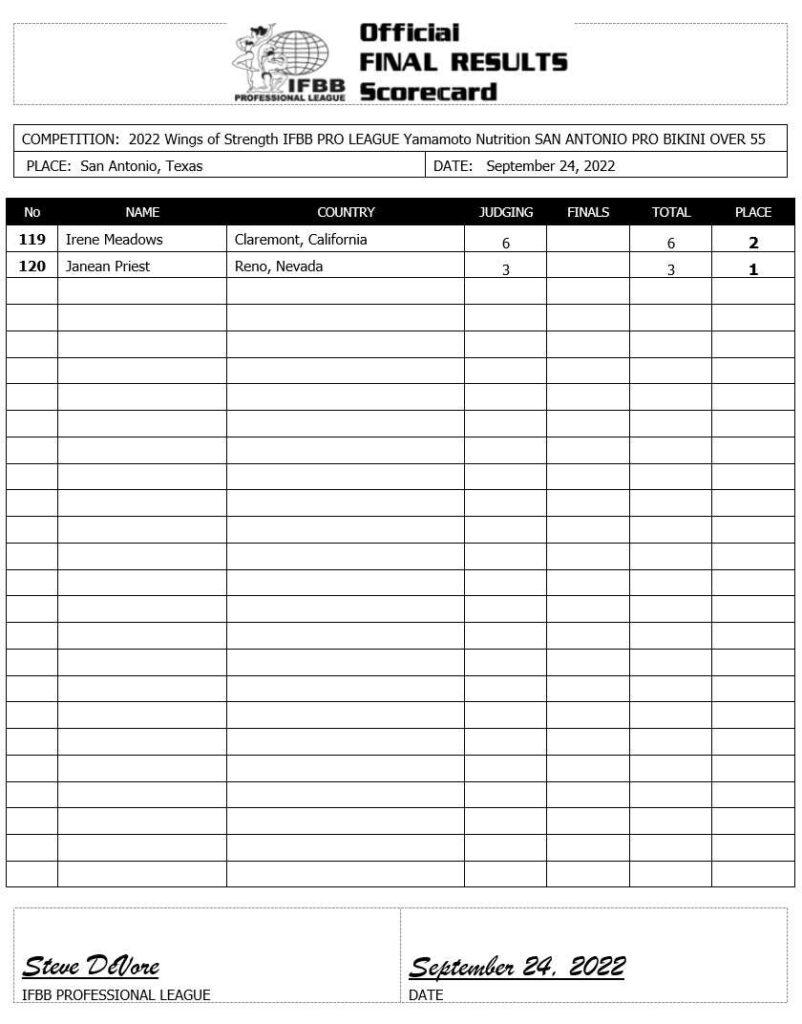 IFBB
PROFESSIONAL LEAGUE
Official
FINAL RESULTS
Scorecard
COMPETITION: 2022 Wings of Strength IFBB PRO LEAGUE Yamamoto Nutrition SAN ANTONIO PRO BIKINI OVER 55
PLACE: San Antonio, Texas DATE: September 24, 2022
No NAME COUNTRY JUDGING FINALS TOTAL PLACE
119 Irene Meadows Claremont, California 6 6 2
120 Janean Priest Reno, Nevada 3 3 1
Steve DeVore September 24, 2022
IFBB PROFESSIONAL LEAGUE DATE